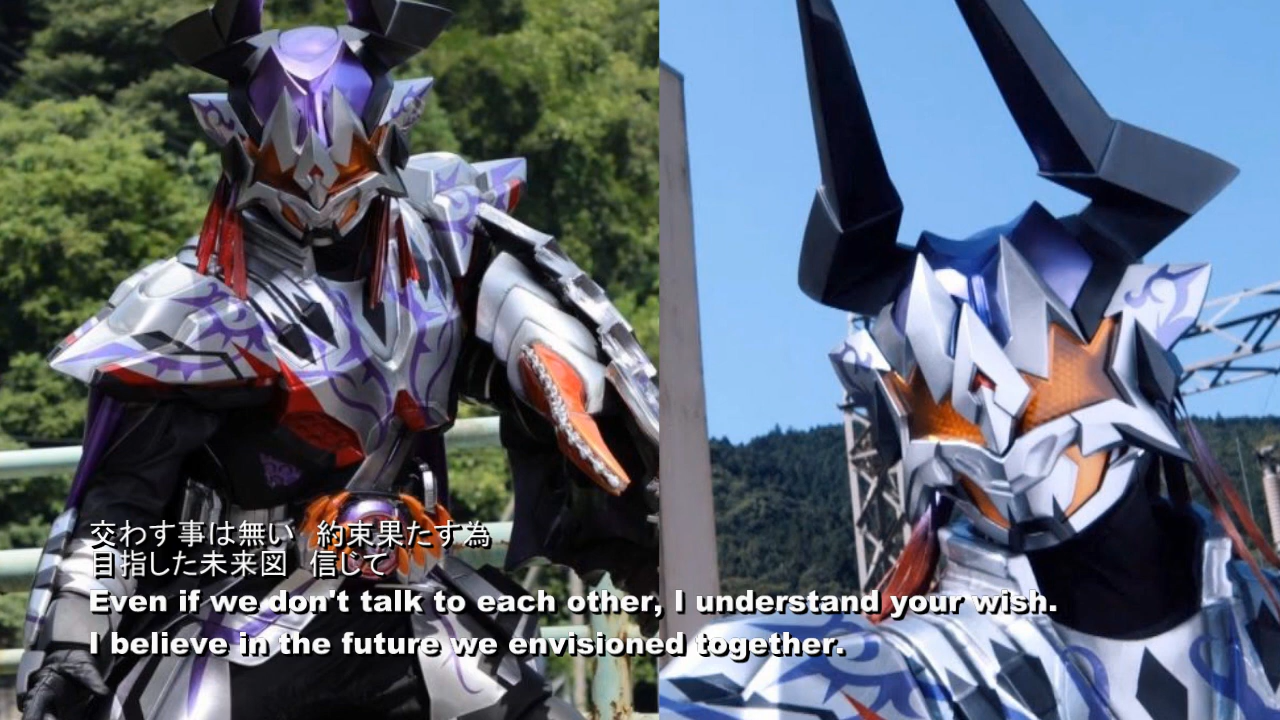 交わす事は無い　約束果たす為
目指した未来図　信じて
Even if we don't talk to each other, I understand your wish.
I believe in the future we envisioned together.